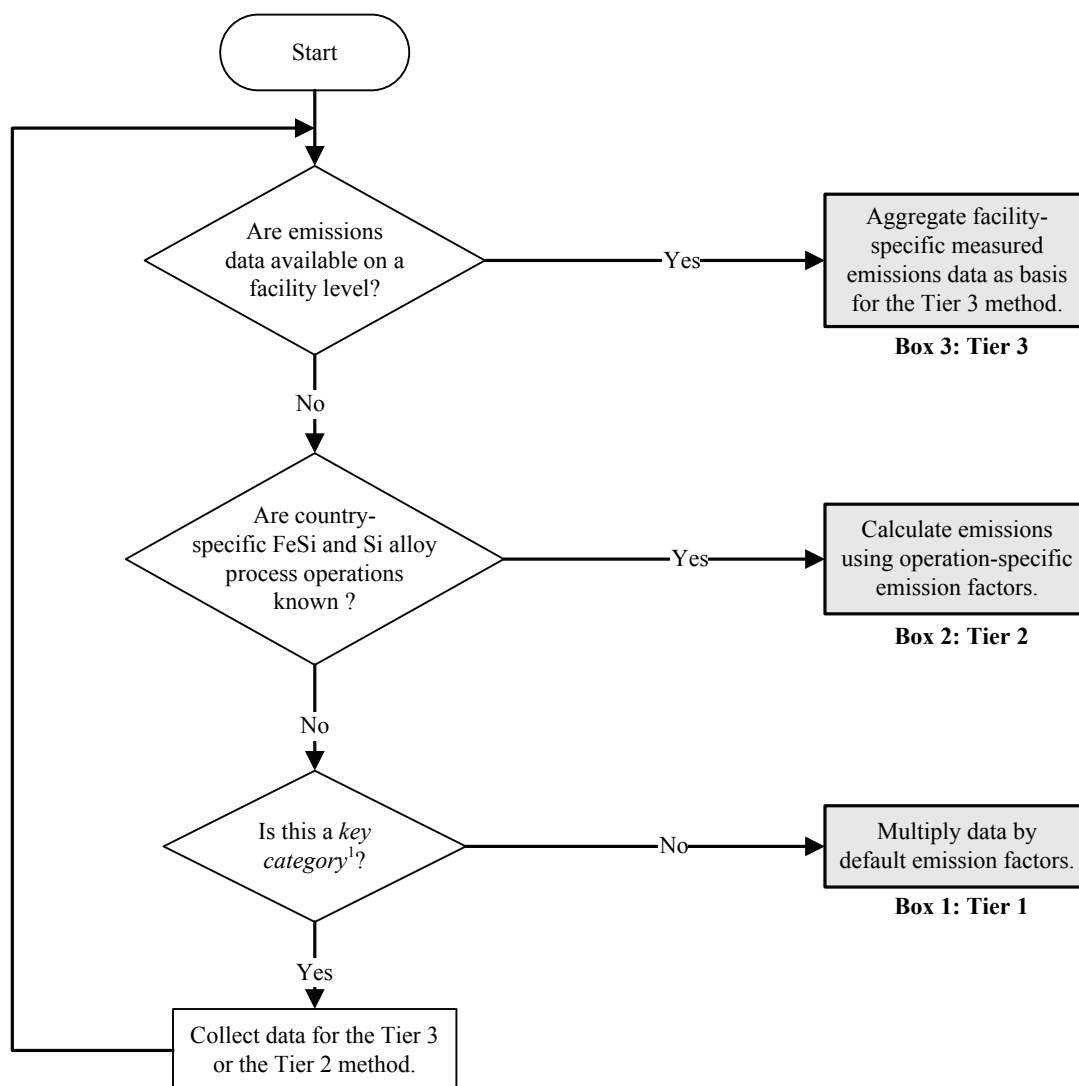 Start
Are emissions
data available on a
facility level?
Yes
Aggregate facility-
specific measured
emissions data as basis
for the Tier 3 method.
Box 3: Tier 3
No
Are country-
specific FeSi and Si alloy
process operations
known ?
Yes
Calculate emissions
using operation-specific
emission factors.
Box 2: Tier 2
No
Is this a key
category¹?
No
Multiply data by
default emission factors.
Box 1: Tier 1
Yes
Collect data for the Tier 3
or the Tier 2 method.